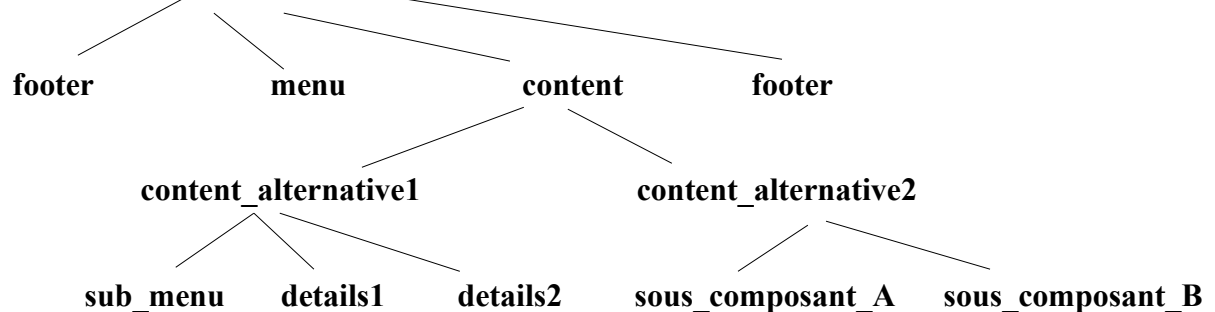 footer menu content footer
content_alternative1 content_alternative2
sub_menu details1 details2 sous_composant_A sous_composant_B